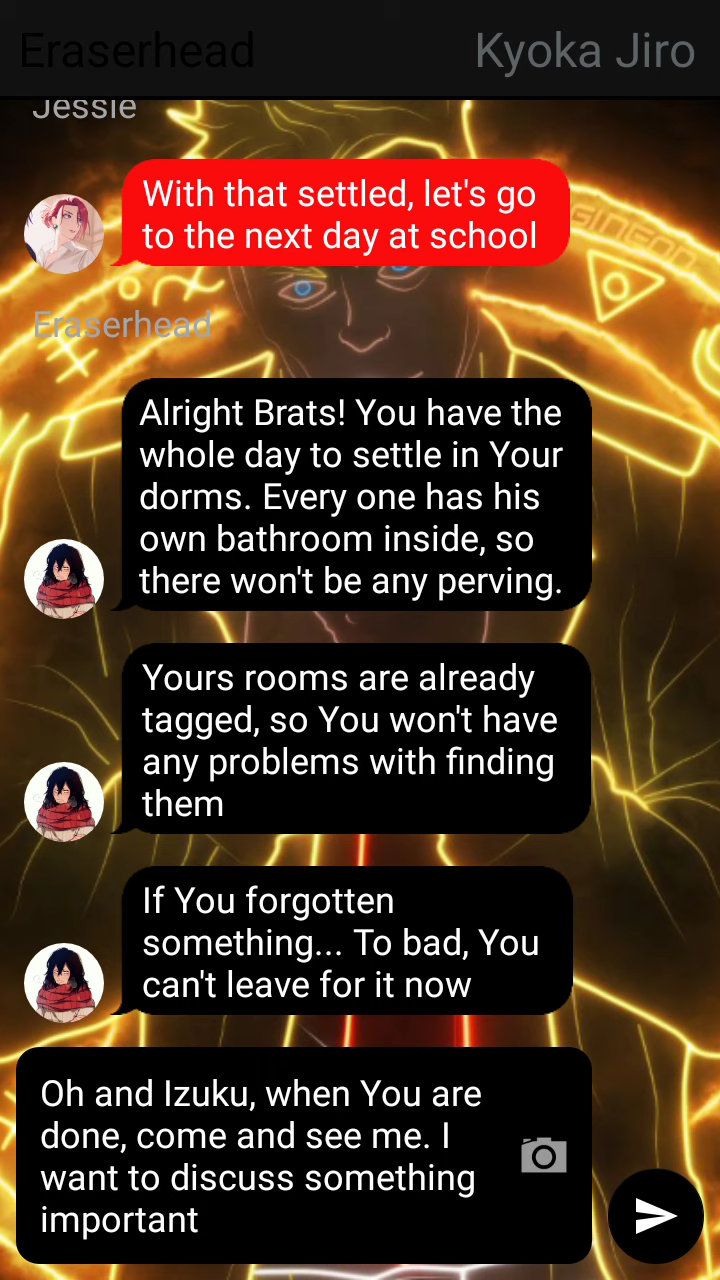 Eraserhead
Kyoka Jiro
Jessie
With that settled, let's go
to the next day at school
Eraserhead
Alright Brats! You have the
whole day to settle in Your
dorms. Every one has his
own bathroom inside, so
there won't be any perving.
Yours rooms are already
tagged, so You won't have
any problems with finding
them
If You forgotten
something... To bad, You
can't leave for it now
Oh and Izuku, when You are
done, come and see me. I
want to discuss something
important